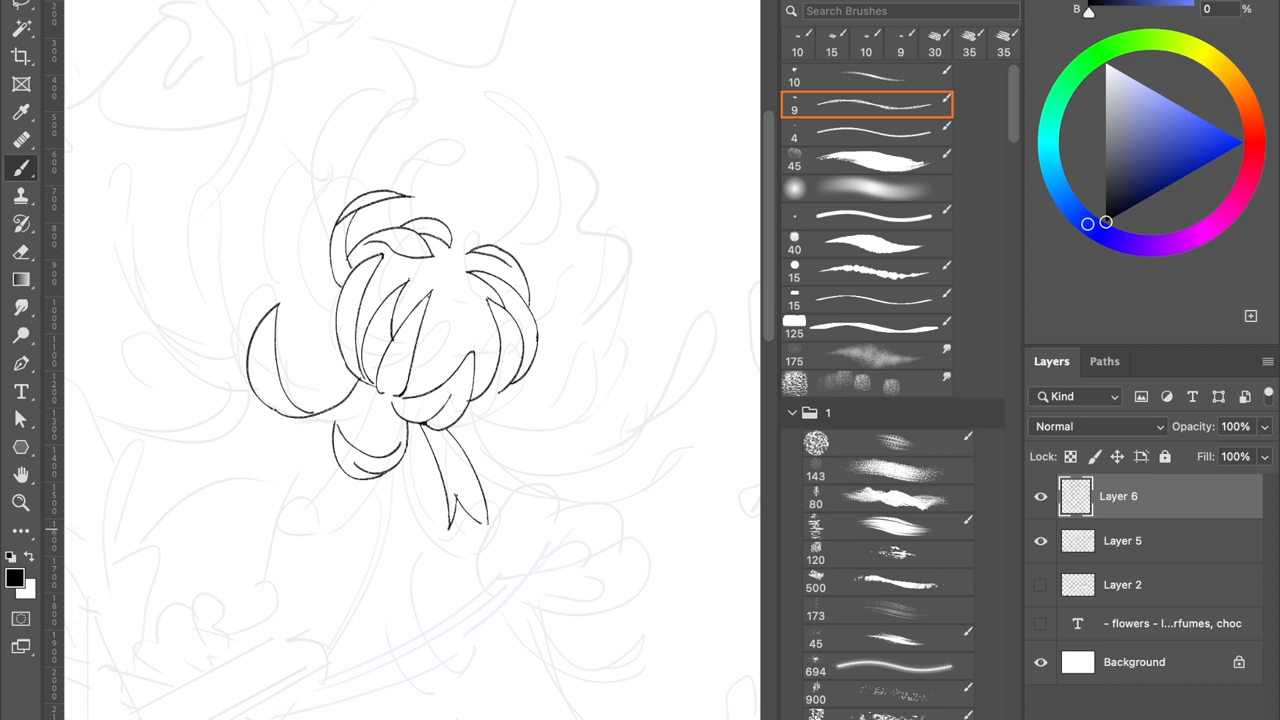 Search Brushes
B 0 %
10 15 10 9 30 35 35
10
9
4
45
40
15
15
125
175
1
143
80
120
500
173
45
694
900
Layers Paths
Kind
Normal Opacity: 100%
Lock: Fill: 100%
Layer 6
Layer 5
Layer 2
T - flowers - l...rfumes, choc
Background